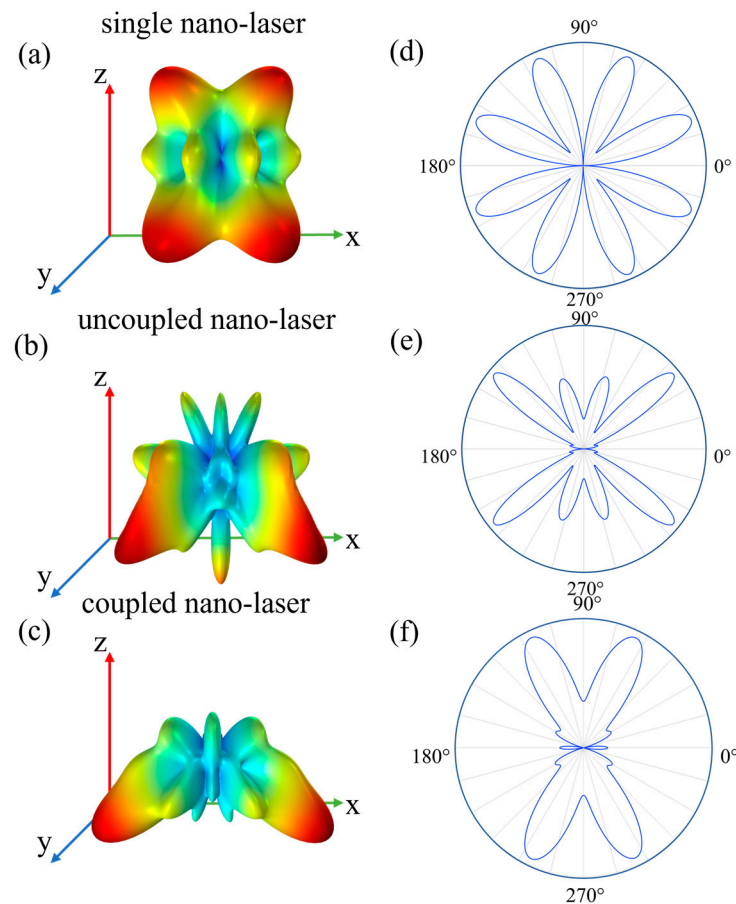 single nano-laser
(a)
z
x
y
(d)
90°
180°
0°
270°
uncoupled nano-laser
(b)
z
x
y
(e)
90°
180°
0°
270°
coupled nano-laser
(c)
z
x
y
(f)
90°
180°
0°
270°